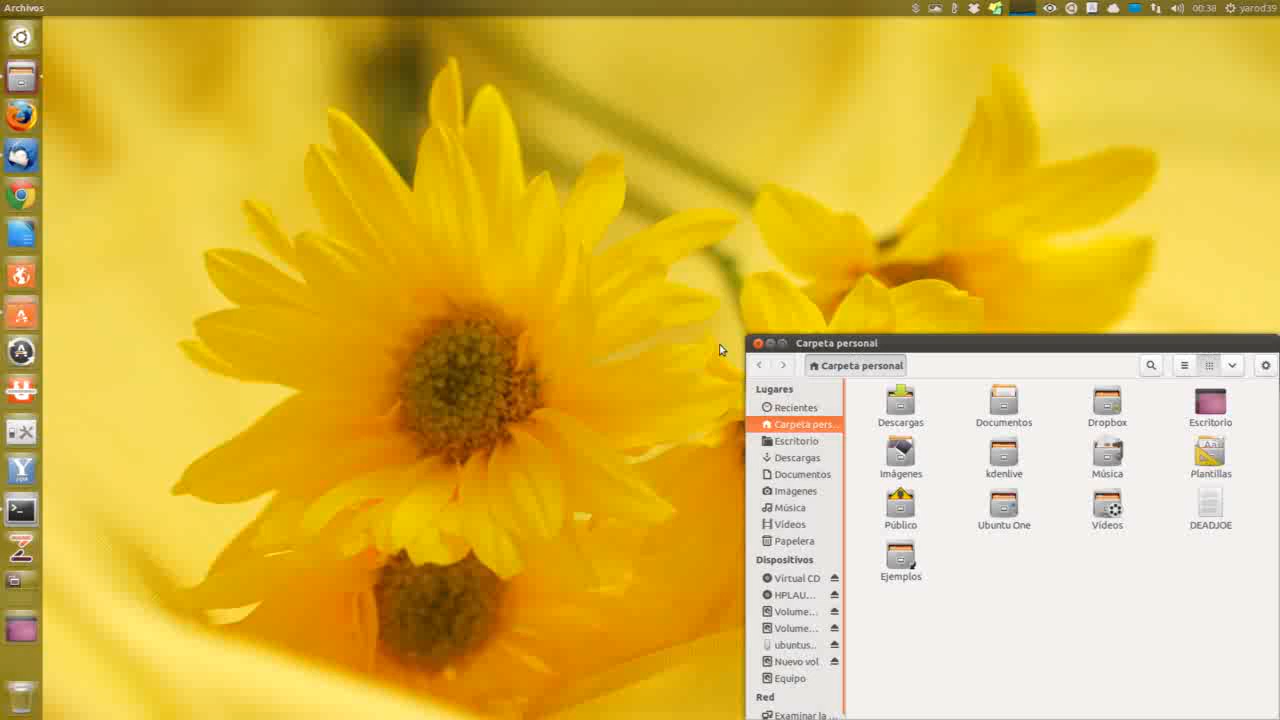 Archivos
00:38
yarod39
Carpeta personal
Carpeta personal
Lugares
Recientes
Carpeta pers...
Escritorio
Descargas
Documentos
Imágenes
Música
Vídeos
Papelera
Dispositivos
Virtual CD
HPLAU...
Volume...
Volume...
ubuntus...
Nuevo vol
Equipo
Red
Examinar la ...
Descargas
Documentos
Dropbox
Escritorio
Imágenes
kdenlive
Música
Plantillas
Público
Ubuntu One
Vídeos
DEADJOE
Ejemplos